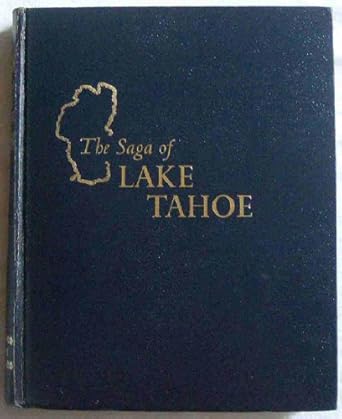 The Saga of
LAKE
TAHOE